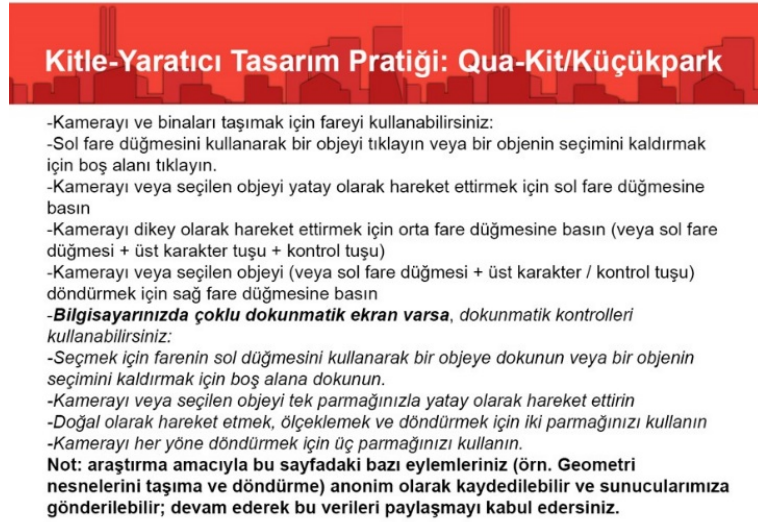 Kitle-Yaratıcı Tasarım Pratiği: Qua-Kit/Küçükpark
-Kamerayı ve binaları taşımak için fareyi kullanabilirsiniz:
-Sol fare düğmesini kullanarak bir objeyi tıklayın veya bir objenin seçimini kaldırmak
için boş alanı tıklayın.
-Kamerayı veya seçilen objeyi yatay olarak hareket ettirmek için sol fare düğmesine
basın
-Kamerayı dikey olarak hareket ettirmek için orta fare düğmesine basın (veya sol fare
düğmesi + üst karakter tuşu + kontrol tuşu)
-Kamerayı veya seçilen objeyi (veya sol fare düğmesi + üst karakter / kontrol tuşu)
döndürmek için sağ fare düğmesine basın
-Bilgisayarınızda çoklu dokunmatik ekran varsa, dokunmatik kontrolleri
kullanabilirsiniz:
-Seçmek için farenin sol düğmesini kullanarak bir objeye dokunun veya bir objenin
seçimini kaldırmak için boş alana dokunun.
-Kamerayı veya seçilen objeyi tek parmağınızla yatay olarak hareket ettirin
-Doğal olarak hareket etmek, ölçeklemek ve döndürmek için iki parmağınızı kullanın
-Kamerayı her yöne döndürmek için üç parmağınızı kullanın.
Not: araştırma amacıyla bu sayfadaki bazı eylemleriniz (örn. Geometri
nesnelerini taşıma ve döndürme) anonim olarak kaydedilebilir ve sunucularımıza
gönderilebilir; devam ederek bu verileri paylaşmayı kabul edersiniz.